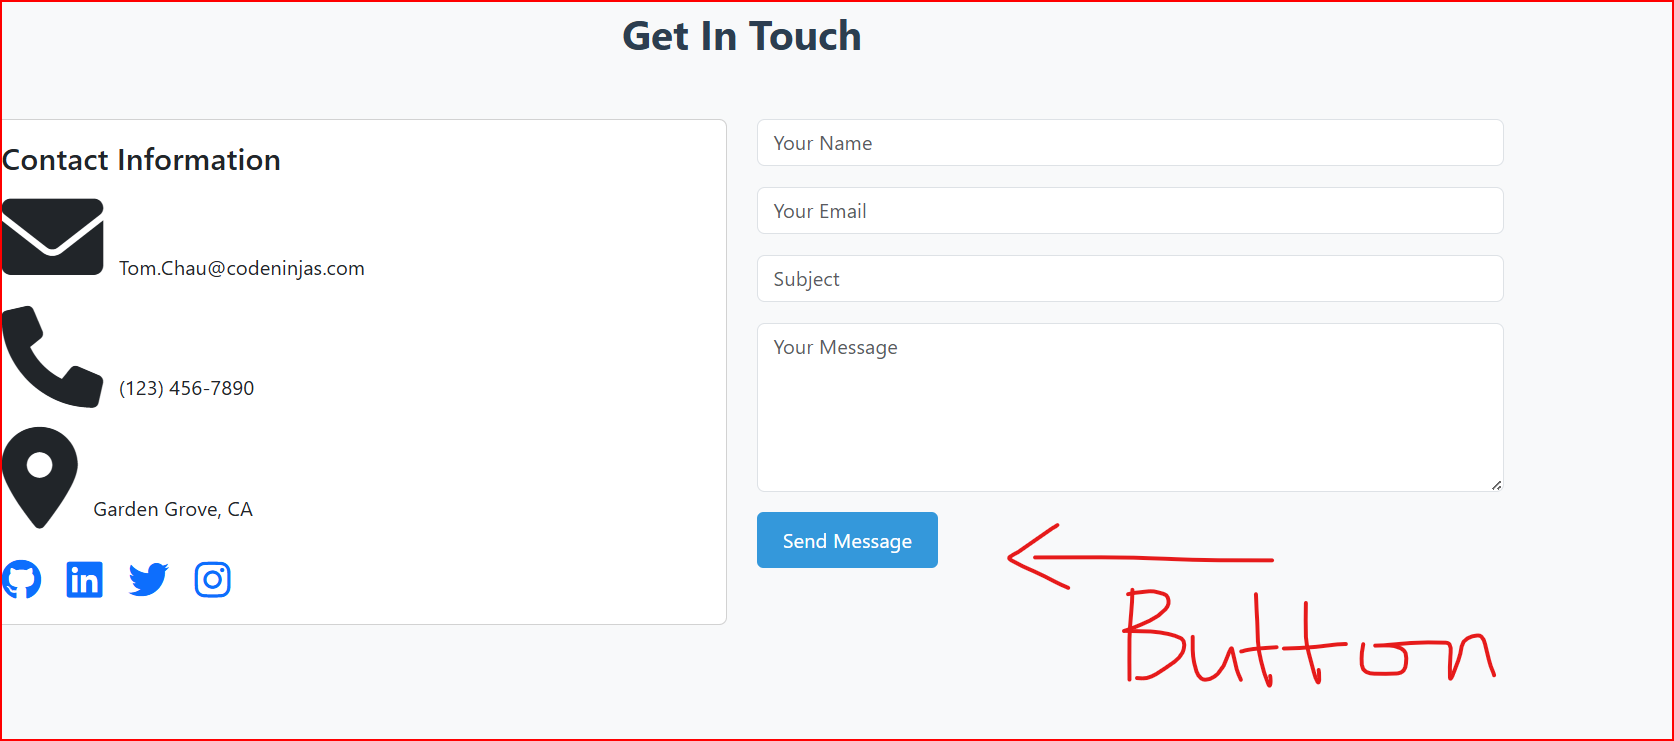 Get In Touch
Contact Information
Tom.Chau@codeninjas.com
(123) 456-7890
Garden Grove, CA
in
Your Name
Your Email
Subject
Your Message
Send Message
Button